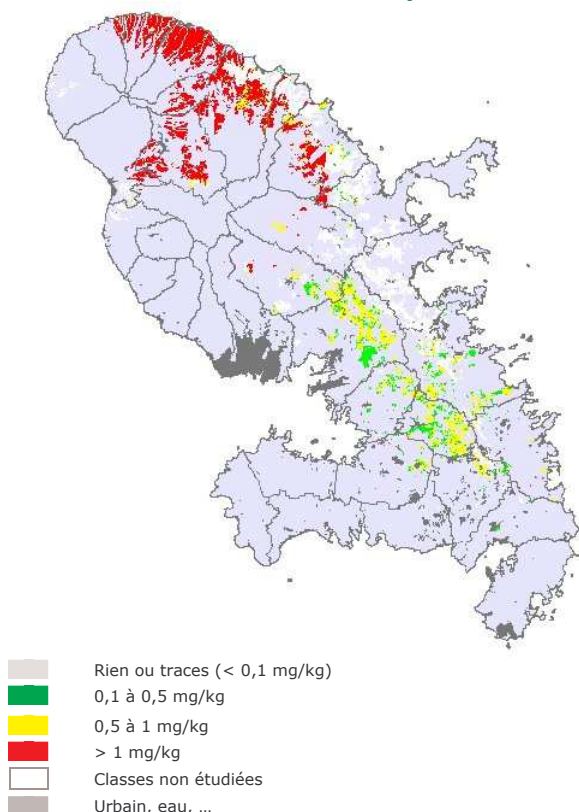 Rien ou traces (< 0,1 mg/kg)
0,1 à 0,5 mg/kg
0,5 à 1 mg/kg
> 1 mg/kg
Classes non étudiées
Urbain, eau, ...